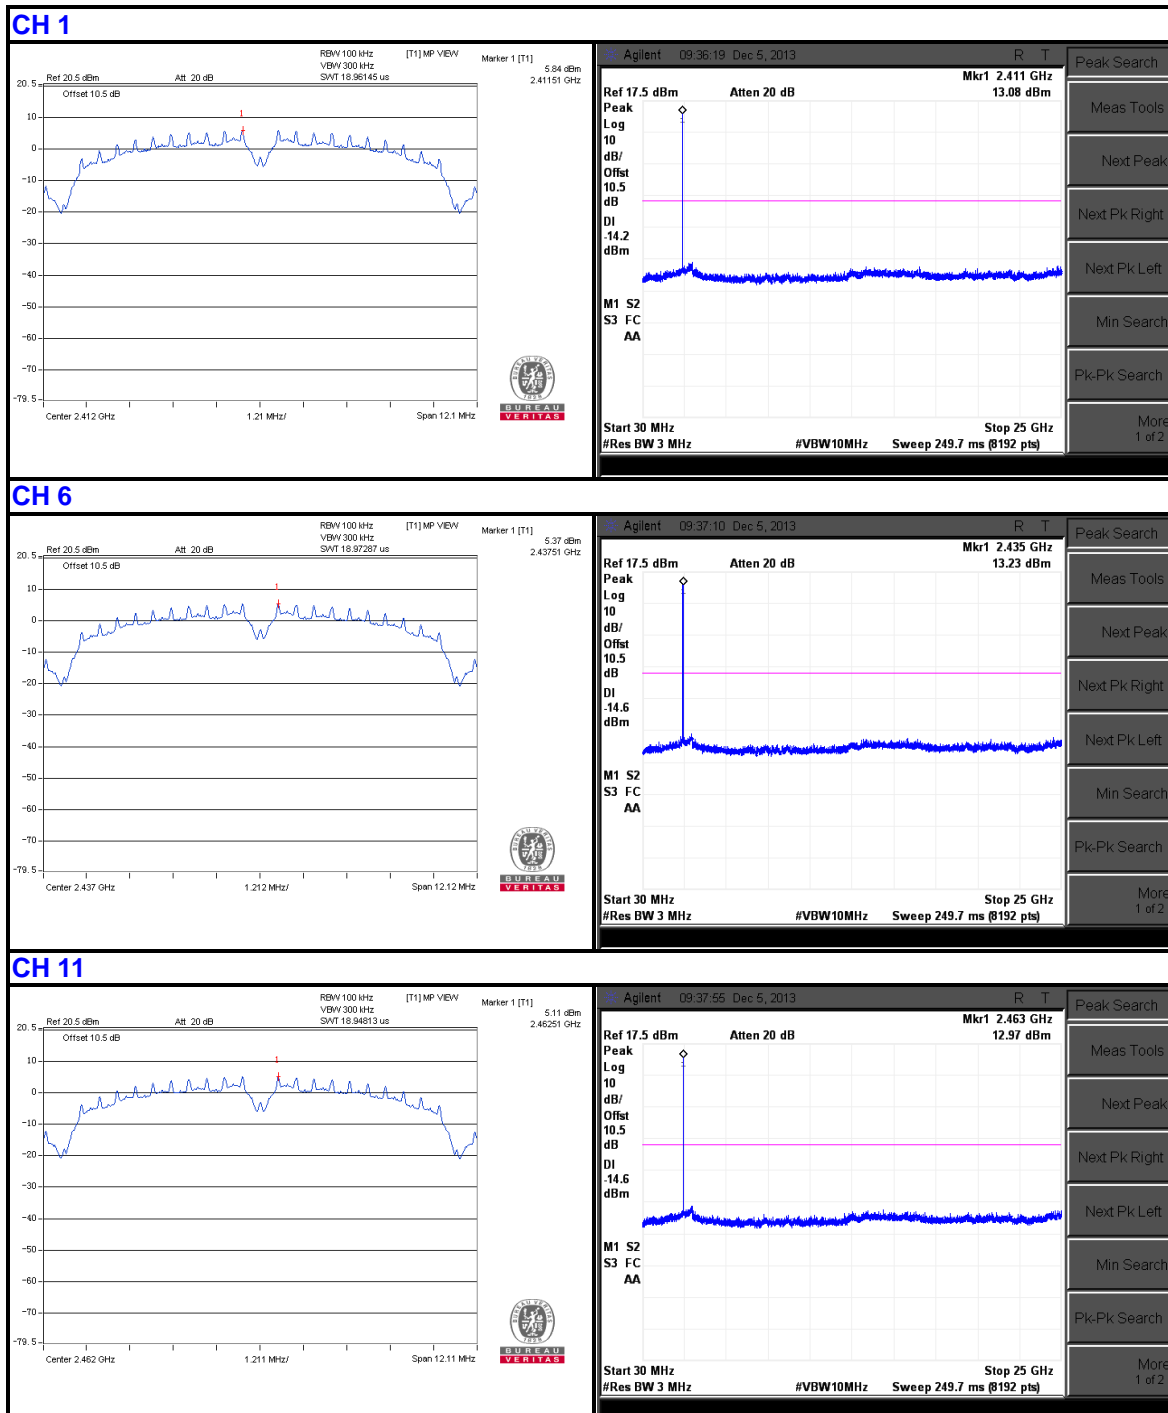 CH 1
RBW 100 kHz [T1] MP VIEW Marker 1 [T1]
VBW 300 kHz 5.84 dBm
Ref 20.5 dBm Att 20 dB SWT 18.96145 us 2.41151 GHz
20.5
Offset 10.5 dB
1
10
0
-10
-20
-30
-40
-50
-60
-70
-79.5
Center 2.412 GHz 1.21 MHz/ Span 12.1 MHz
BUREAU VERITAS
1828
BUREAU
VERITAS
Agilent 09:36:19 Dec 5, 2013 R T
Mkr1 2.411 GHz
Ref 17.5 dBm Atten 20 dB 13.08 dBm
Peak
Log
10
dB/
Offst
10.5
dB
DI
-14.2
dBm
M1 S2
S3 FC
AA
Start 30 MHz Stop 25 GHz
#Res BW 3 MHz #VBW10MHz Sweep 249.7 ms (8192 pts)
Peak Search
Meas Tools
Next Peak
Next Pk Right
Next Pk Left
Min Search
Pk-Pk Search
More
1 of 2
CH 6
RBW 100 kHz [T1] MP VIEW Marker 1 [T1]
VBW 300 kHz 5.37 dBm
Ref 20.5 dBm Att 20 dB SWT 18.97287 us 2.43751 GHz
20.5
Offset 10.5 dB
1
10
0
-10
-20
-30
-40
-50
-60
-70
-79.5
Center 2.437 GHz 1.212 MHz/ Span 12.12 MHz
BUREAU VERITAS
1828
BUREAU
VERITAS
Agilent 09:37:10 Dec 5, 2013 R T
Mkr1 2.435 GHz
Ref 17.5 dBm Atten 20 dB 13.23 dBm
Peak
Log
10
dB/
Offst
10.5
dB
DI
-14.6
dBm
M1 S2
S3 FC
AA
Start 30 MHz Stop 25 GHz
#Res BW 3 MHz #VBW10MHz Sweep 249.7 ms (8192 pts)
Peak Search
Meas Tools
Next Peak
Next Pk Right
Next Pk Left
Min Search
Pk-Pk Search
More
1 of 2
CH 11
RBW 100 kHz [T1] MP VIEW Marker 1 [T1]
VBW 300 kHz 5.11 dBm
Ref 20.5 dBm Att 20 dB SWT 18.94813 us 2.46251 GHz
20.5
Offset 10.5 dB
1
10
0
-10
-20
-30
-40
-50
-60
-70
-79.5
Center 2.462 GHz 1.211 MHz/ Span 12.11 MHz
BUREAU VERITAS
1828
BUREAU
VERITAS
Agilent 09:37:55 Dec 5, 2013 R T
Mkr1 2.463 GHz
Ref 17.5 dBm Atten 20 dB 12.97 dBm
Peak
Log
10
dB/
Offst
10.5
dB
DI
-14.6
dBm
M1 S2
S3 FC
AA
Start 30 MHz Stop 25 GHz
#Res BW 3 MHz #VBW10MHz Sweep 249.7 ms (8192 pts)
Peak Search
Meas Tools
Next Peak
Next Pk Right
Next Pk Left
Min Search
Pk-Pk Search
More
1 of 2